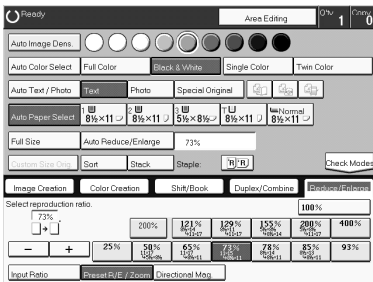 Ready
Area Editing
Qty 1 Copy 0
Auto Image Dens.
Auto Color Select Full Color Black & White Single Color Twin Color
Auto Text / Photo Text Photo Special Original
Auto Paper Select 1 8½×11 2 8½×11 3 5½×8½ T 8½×11 Normal 8½×11
Full Size Auto Reduce/Enlarge 73%
Custom Size Orig. Sort Stack Staple: R R Check Modes
Image Creation Color Creation Shift/Book Duplex/Combine Reduce/Enlarge
Select reproduction ratio. 100%
73%
200% 121% 129% 155% 200% 400%
− + 25% 50% 65% 73% 78% 85% 93%
Input Ratio Preset R/E / Zoom Directional Mag.